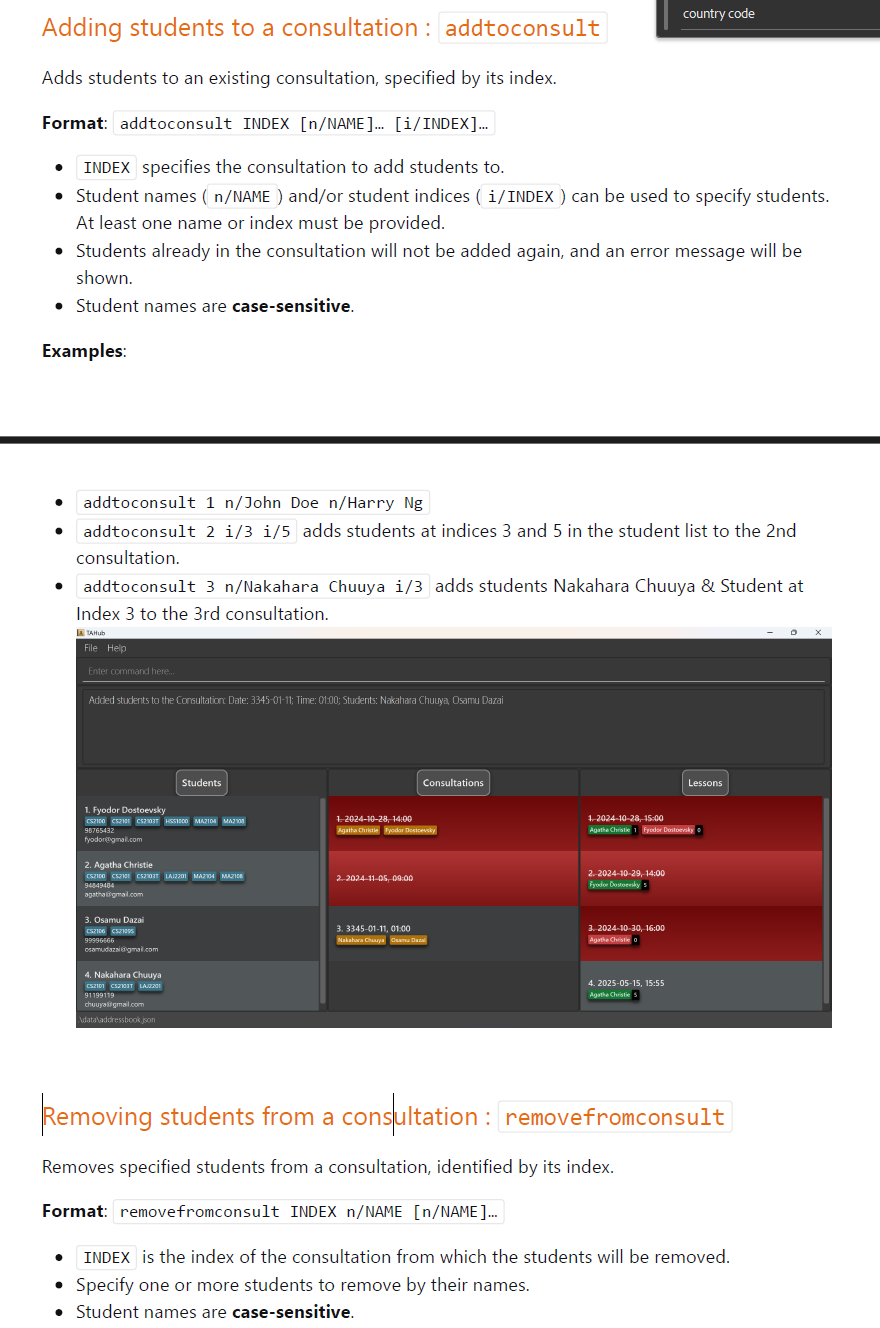 country code
Adding students to a consultation : addtoconsult
Adds students to an existing consultation, specified by its index.
Format: addtoconsult INDEX [n/NAME]… [i/INDEX]…
• INDEX specifies the consultation to add students to.
• Student names ( n/NAME ) and/or student indices ( i/INDEX ) can be used to specify students.
At least one name or index must be provided.
• Students already in the consultation will not be added again, and an error message will be
shown.
• Student names are case-sensitive.
Examples:
• addtoconsult 1 n/John Doe n/Harry Ng
• addtoconsult 2 i/3 i/5 adds students at indices 3 and 5 in the student list to the 2nd
consultation.
• addtoconsult 3 n/Nakahara Chuuya i/3 adds students Nakahara Chuuya & Student at
Index 3 to the 3rd consultation.
TAHub
File Help
Enter command here...
Added students to the Consultation: Date: 3345-01-11; Time: 01:00; Students: Nakahara Chuuya, Osamu Dazai
Students
1. Fyodor Dostoevsky
CS2100 CS2101 CS2103T HSS1000 MA2104 MA2108
98765432
fyodor@gmail.com
2. Agatha Christie
CS2100 CS2101 CS2103T LAJ2201 MA2104 MA2108
94849484
agatha@gmail.com
3. Osamu Dazai
CS2106 CS2109S
99996666
osamudazai@gmail.com
4. Nakahara Chuuya
CS2101 CS2103T LAJ2201
91199119
chuuya@gmail.com
Consultations
1. 2024-10-28, 14:00
Agatha Christie Fyodor Dostoevsky
2. 2024-11-05, 09:00
3. 3345-01-11, 01:00
Nakahara Chuuya Osamu Dazai
Lessons
1. 2024-10-28, 15:00
Agatha Christie 1 Fyodor Dostoevsky 0
2. 2024-10-29, 14:00
Fyodor Dostoevsky 5
3. 2024-10-30, 16:00
Agatha Christie 0
4. 2025-05-15, 15:55
Agatha Christie 5
\data\addressbook.json
Removing students from a consultation : removefromconsult
Removes specified students from a consultation, identified by its index.
Format: removefromconsult INDEX n/NAME [n/NAME]…
• INDEX is the index of the consultation from which the students will be removed.
• Specify one or more students to remove by their names.
• Student names are case-sensitive.